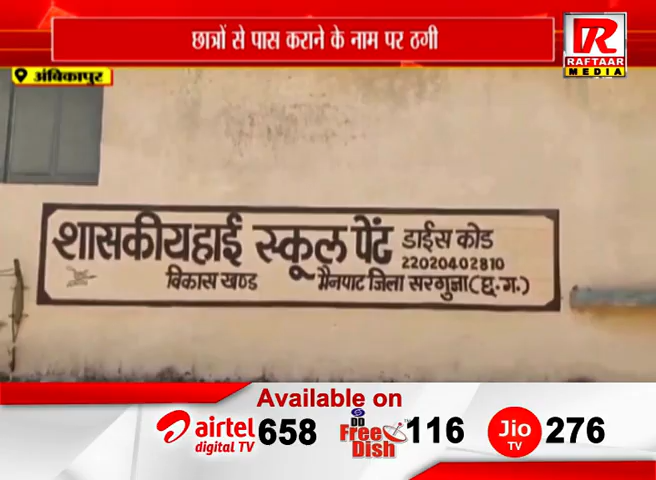 छात्रों से पास कराने के नाम पर ठगी
R
RAFTAAR
MEDIA
अंबिकापुर
शासकीय हाई स्कूल पेंट डाईस कोड
22020402810
विकास खण्ड मैनपाट जिला सरगुजा (छ.ग.)
Available on
airtel
digital TV
658
DD
Free
Dish
116
Jio
TV
276